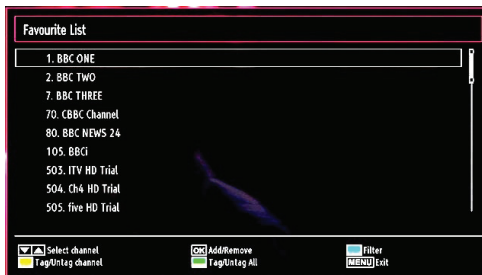 Favourite List
1. BBC ONE
2. BBC TWO
7. BBC THREE
70. CBBC Channel
80. BBC NEWS 24
105. BBCi
503. ITV HD Trial
504. Ch4 HD Trial
505. five HD Trial
Select channel OK Add/Remove Filter
Tag/Untag channel Tag/Untag All MENU Exit